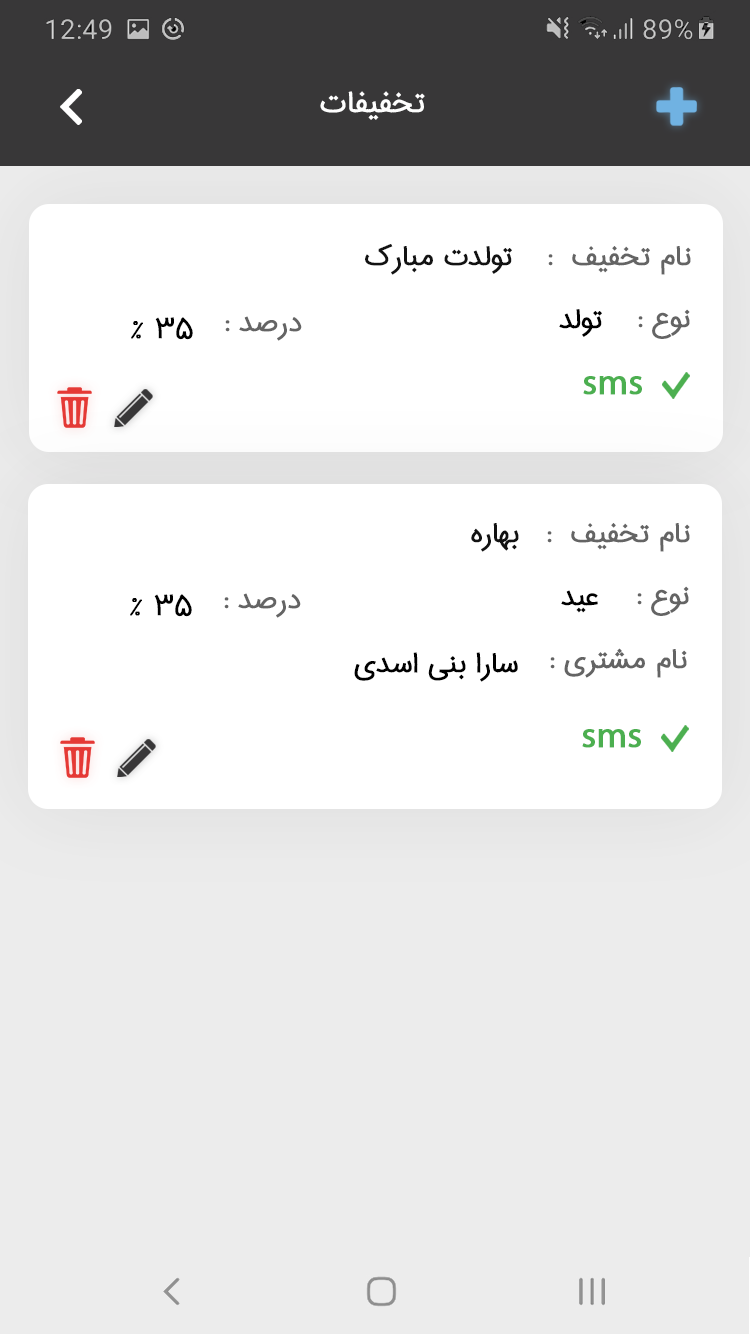 12:49 89%
تخفیفات
نام تخفیف : تولدت مبارک
نوع : تولد درصد : ۳۵ ٪
sms
نام تخفیف : بهاره
نوع : عید درصد : ۳۵ ٪
نام مشتری : سارا بنی اسدی
sms